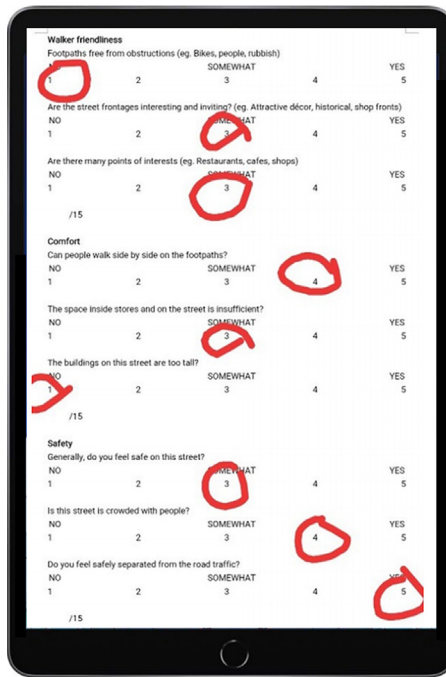 Walker friendliness
Footpaths free from obstructions (eg. Bikes, people, rubbish)
SOMEWHAT YES
1 2 3 4 5
Are the street frontages interesting and inviting? (eg. Attractive décor, historical, shop fronts)
NO SOMEWHAT YES
1 2 3 4 5
Are there many points of interests (eg. Restaurants, cafes, shops)
NO SOMEWHAT YES
1 2 3 4 5
/15
Comfort
Can people walk side by side on the footpaths?
NO SOMEWHAT YES
1 2 3 4 5
The space inside stores and on the street is insufficient?
NO SOMEWHAT YES
1 2 3 4 5
The buildings on this street are too tall?
NO SOMEWHAT YES
1 2 3 4 5
/15
Safety
Generally, do you feel safe on this street?
NO SOMEWHAT YES
1 2 3 4 5
Is this street is crowded with people?
NO SOMEWHAT YES
1 2 3 4 5
Do you feel safely separated from the road traffic?
NO SOMEWHAT YES
1 2 3 4 5
/15